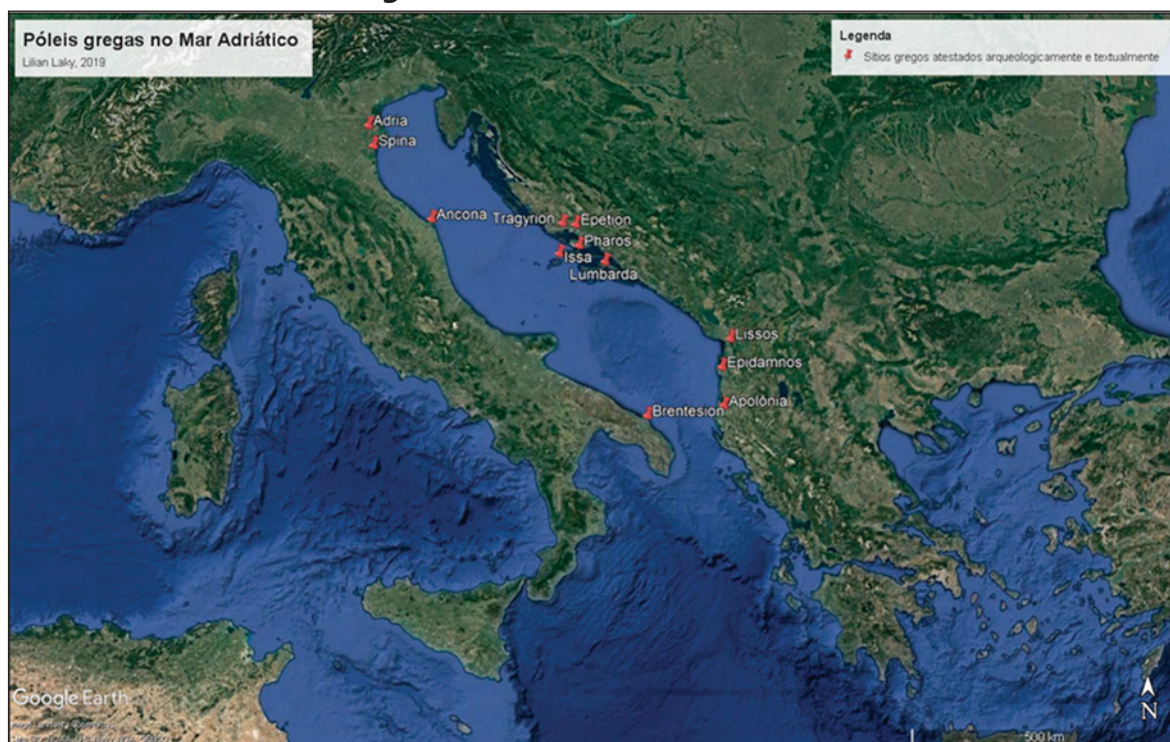 Póleis gregas no Mar Adriático
Lilian Laky, 2019
Legenda
Sítios gregos atestados arqueologicamente e textualmente
Adria
Spina
Ancona
Tragyrion
Epetion
Pharos
Issa
Lumbarda
Lissos
Epidamnos
Apolônia
Brentesion
Google Earth
N
500 km